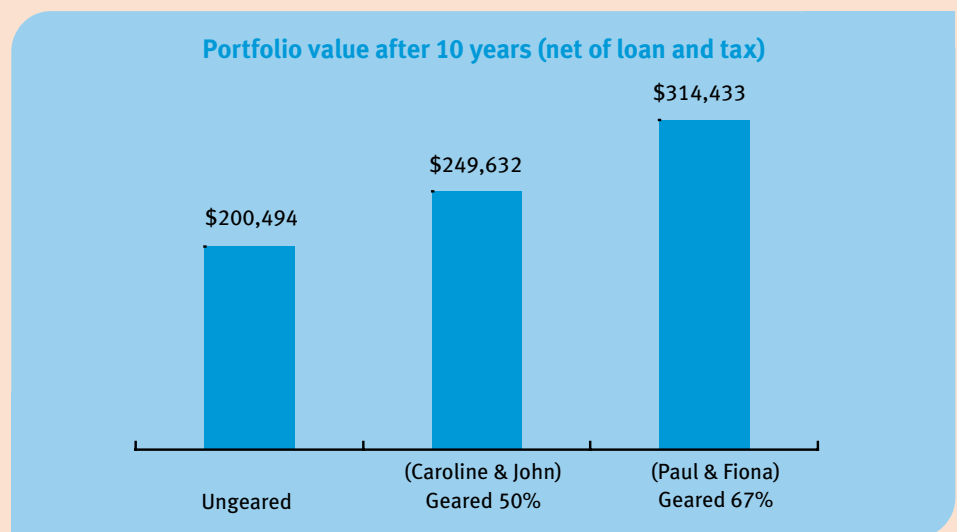 Portfolio value after 10 years (net of loan and tax)
$314,433
$249,632
$200,494
Ungeared
(Caroline & John)
Geared 50%
(Paul & Fiona)
Geared 67%